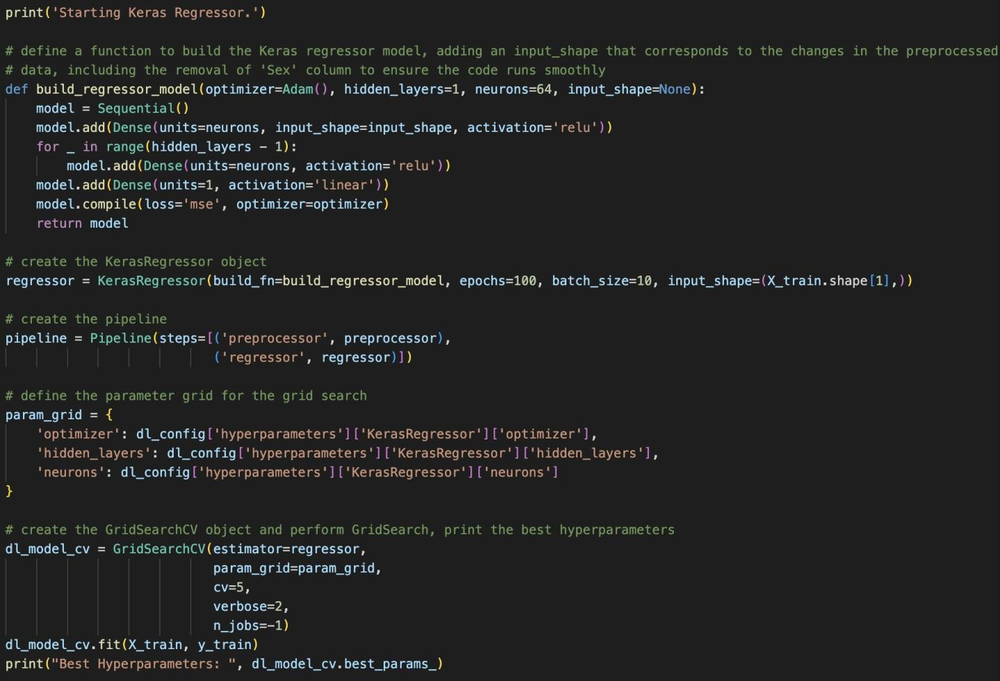 print('Starting Keras Regressor.')
# define a function to build the Keras regressor model, adding an input_shape that corresponds to the changes in the preprocessed
# data, including the removal of 'Sex' column to ensure the code runs smoothly
def build_regressor_model(optimizer=Adam(), hidden_layers=1, neurons=64, input_shape=None):
    model = Sequential()
    model.add(Dense(units=neurons, input_shape=input_shape, activation='relu'))
    for _ in range(hidden_layers - 1):
        model.add(Dense(units=neurons, activation='relu'))
    model.add(Dense(units=1, activation='linear'))
    model.compile(loss='mse', optimizer=optimizer)
    return model
# create the KerasRegressor object
regressor = KerasRegressor(build_fn=build_regressor_model, epochs=100, batch_size=10, input_shape=(X_train.shape[1],))
# create the pipeline
pipeline = Pipeline(steps=[('preprocessor', preprocessor),
                           ('regressor', regressor)])
# define the parameter grid for the grid search
param_grid = {
    'optimizer': dl_config['hyperparameters']['KerasRegressor']['optimizer'],
    'hidden_layers': dl_config['hyperparameters']['KerasRegressor']['hidden_layers'],
    'neurons': dl_config['hyperparameters']['KerasRegressor']['neurons']
}
# create the GridSearchCV object and perform GridSearch, print the best hyperparameters
dl_model_cv = GridSearchCV(estimator=regressor,
                           param_grid=param_grid,
                           cv=5,
                           verbose=2,
                           n_jobs=-1)
dl_model_cv.fit(X_train, y_train)
print("Best Hyperparameters: ", dl_model_cv.best_params_)